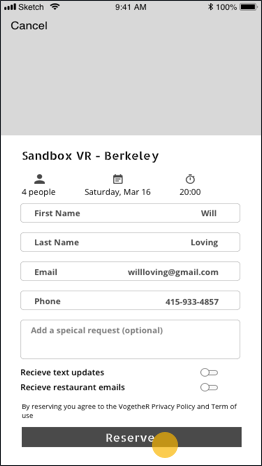 Sketch 9:41 AM 100%
Cancel
Sandbox VR - Berkeley
4 people Saturday, Mar 16 20:00
First Name Will
Last Name Loving
Email willloving@gmail.com
Phone 415-933-4857
Add a speical request (optional)
Recieve text updates
Recieve restaurant emails
By reserving you agree to the VogetheR Privacy Policy and Term of
use
Reserve